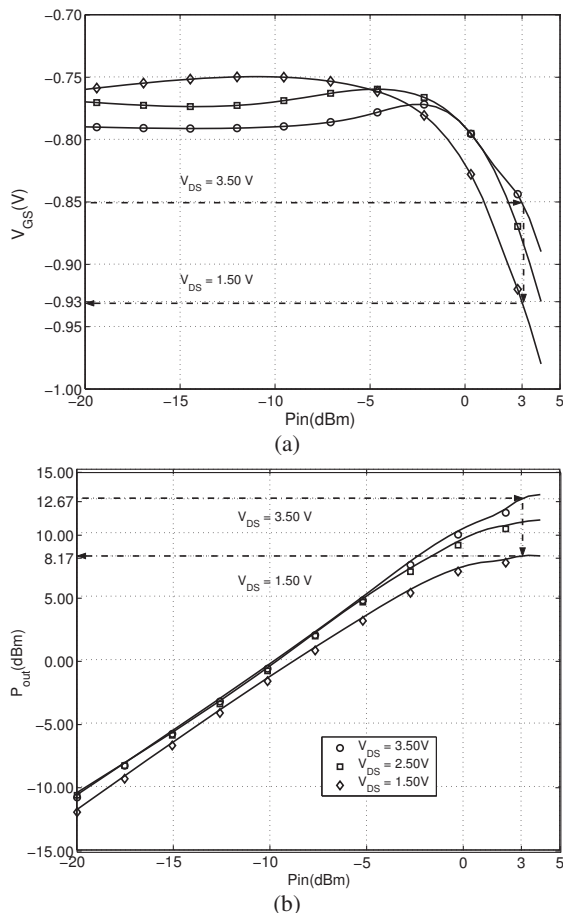 -0.70
-0.75
-0.80
-0.85
-0.90
-0.93
-0.95
-1.00
V_GS(V)
V_DS = 3.50 V
V_DS = 1.50 V
-20 -15 -10 -5 0 3 5
Pin(dBm)
(a)
15.00
12.67
10.00
8.17
5.00
0.00
-5.00
-10.00
-15.00
P_out(dBm)
V_DS = 3.50 V
V_DS = 1.50 V
V_DS = 3.50V
V_DS = 2.50V
V_DS = 1.50V
-20 -15 -10 -5 0 3 5
Pin(dBm)
(b)